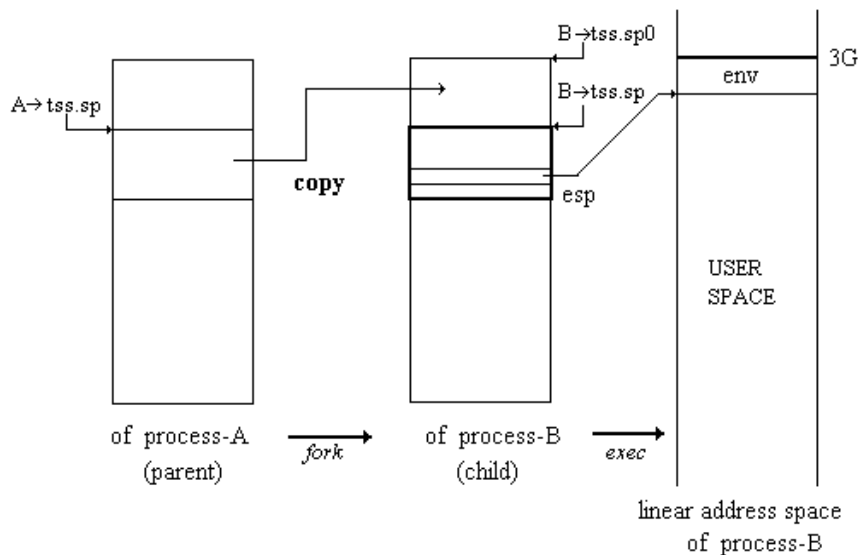 B→tss.sp0
3G
env
A→tss.sp
B→tss.sp
copy
esp
USER
SPACE
of process-A
(parent)
fork
of process-B
(child)
exec
linear address space
of process-B